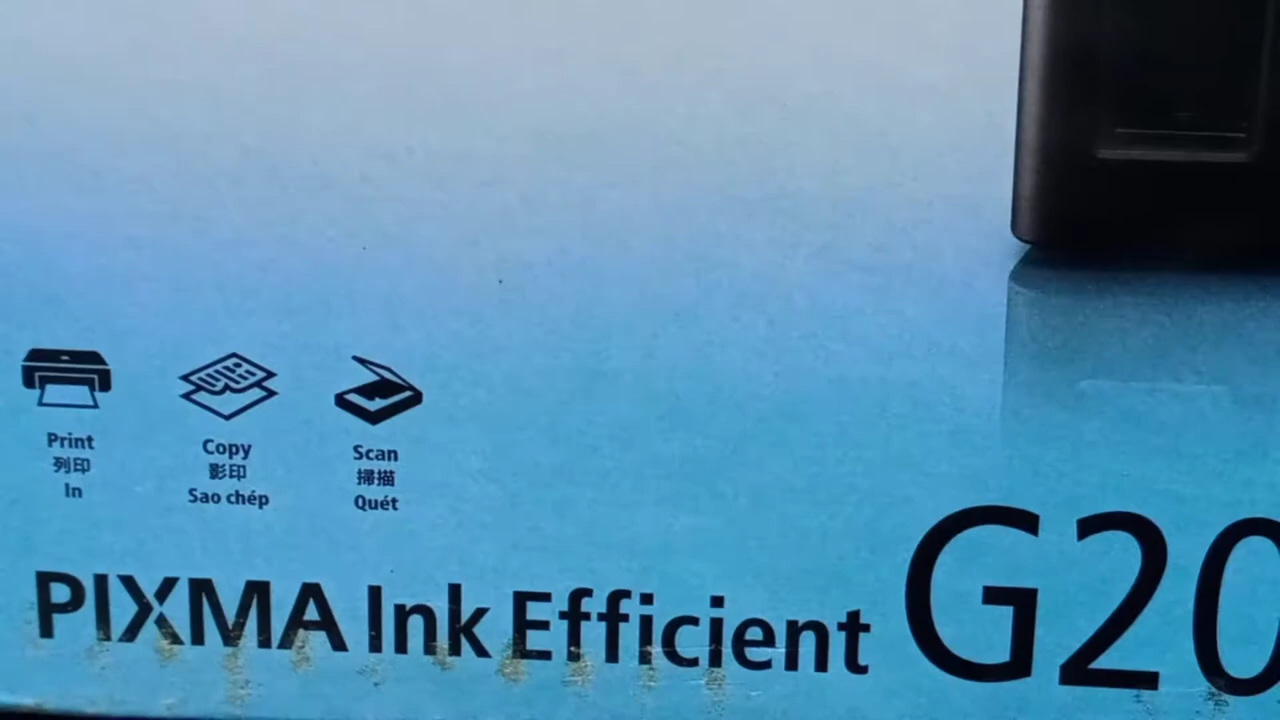 Print
列印
In
Copy
影印
Sao chép
Scan
掃描
Quét
PIXMA Ink Efficient G20